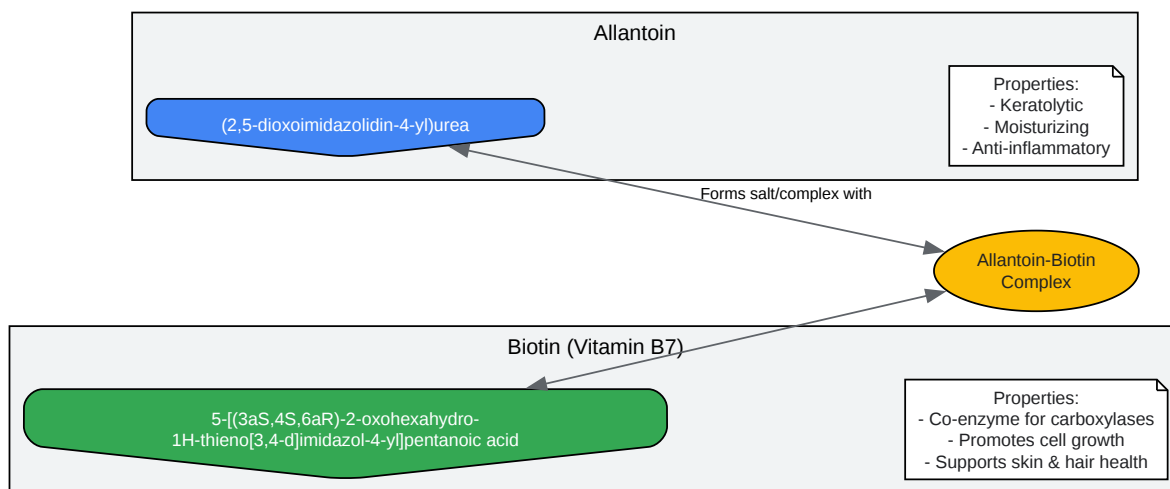 Allantoin
(2,5-dioxoimidazolidin-4-yl)urea
Properties:
- Keratolytic
- Moisturizing
- Anti-inflammatory
Forms salt/complex with
Allantoin-Biotin
Complex
Biotin (Vitamin B7)
5-[(3aS,4S,6aR)-2-oxohexahydro-
1H-thieno[3,4-d]imidazol-4-yl]pentanoic acid
Properties:
- Co-enzyme for carboxylases
- Promotes cell growth
- Supports skin & hair health